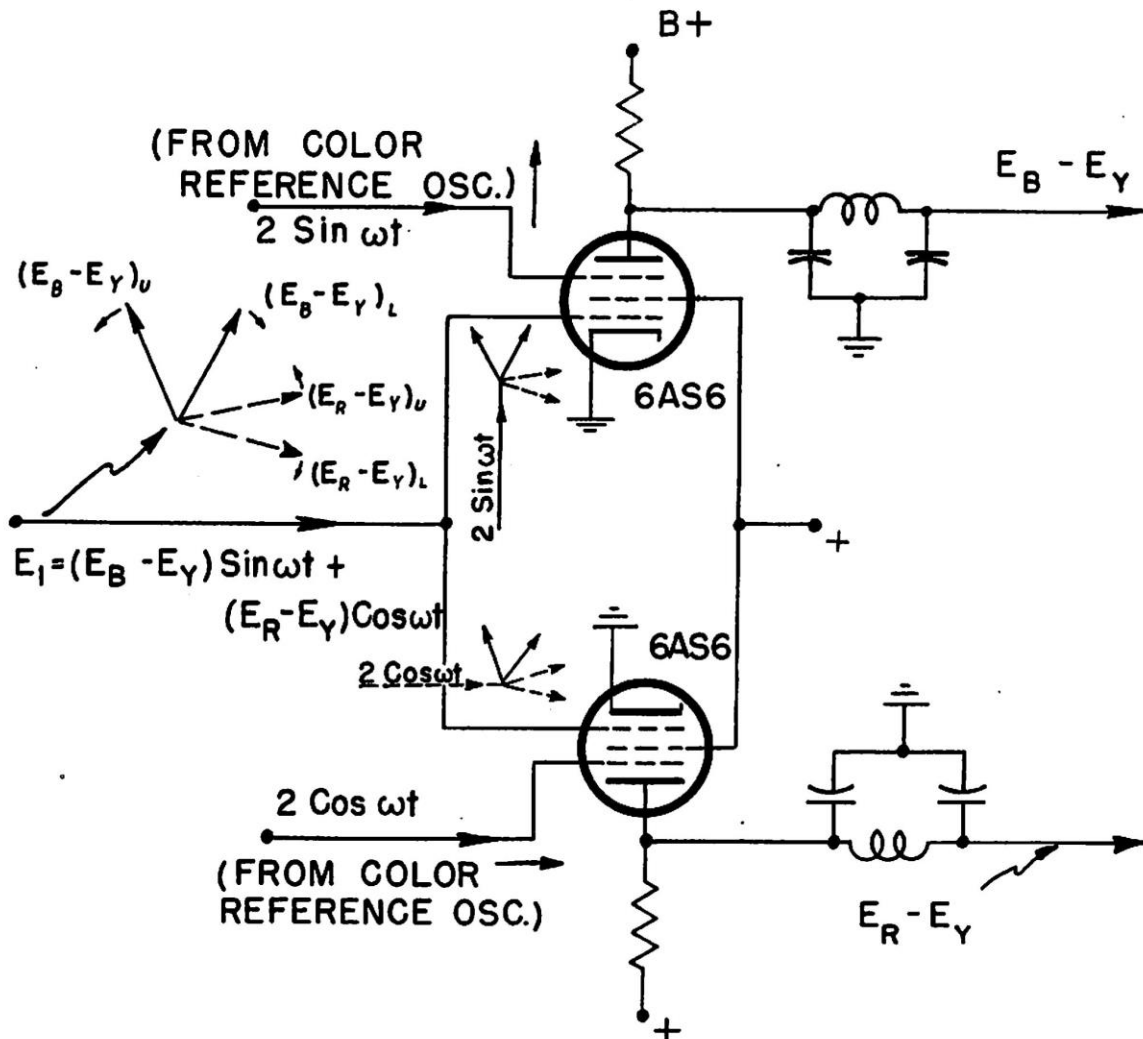 B+
(FROM COLOR
REFERENCE OSC.)
2 Sin ωt
E_B - E_Y
(E_B-E_Y)_U
(E_B-E_Y)_L
(E_R-E_Y)_U
(E_R-E_Y)_L
6AS6
2 Sin ωt
+
E_1=(E_B -E_Y) Sin ωt +
(E_R-E_Y) Cos ωt
6AS6
2 Cos ωt
2 Cos ωt
(FROM COLOR
REFERENCE OSC.)
E_R - E_Y
+